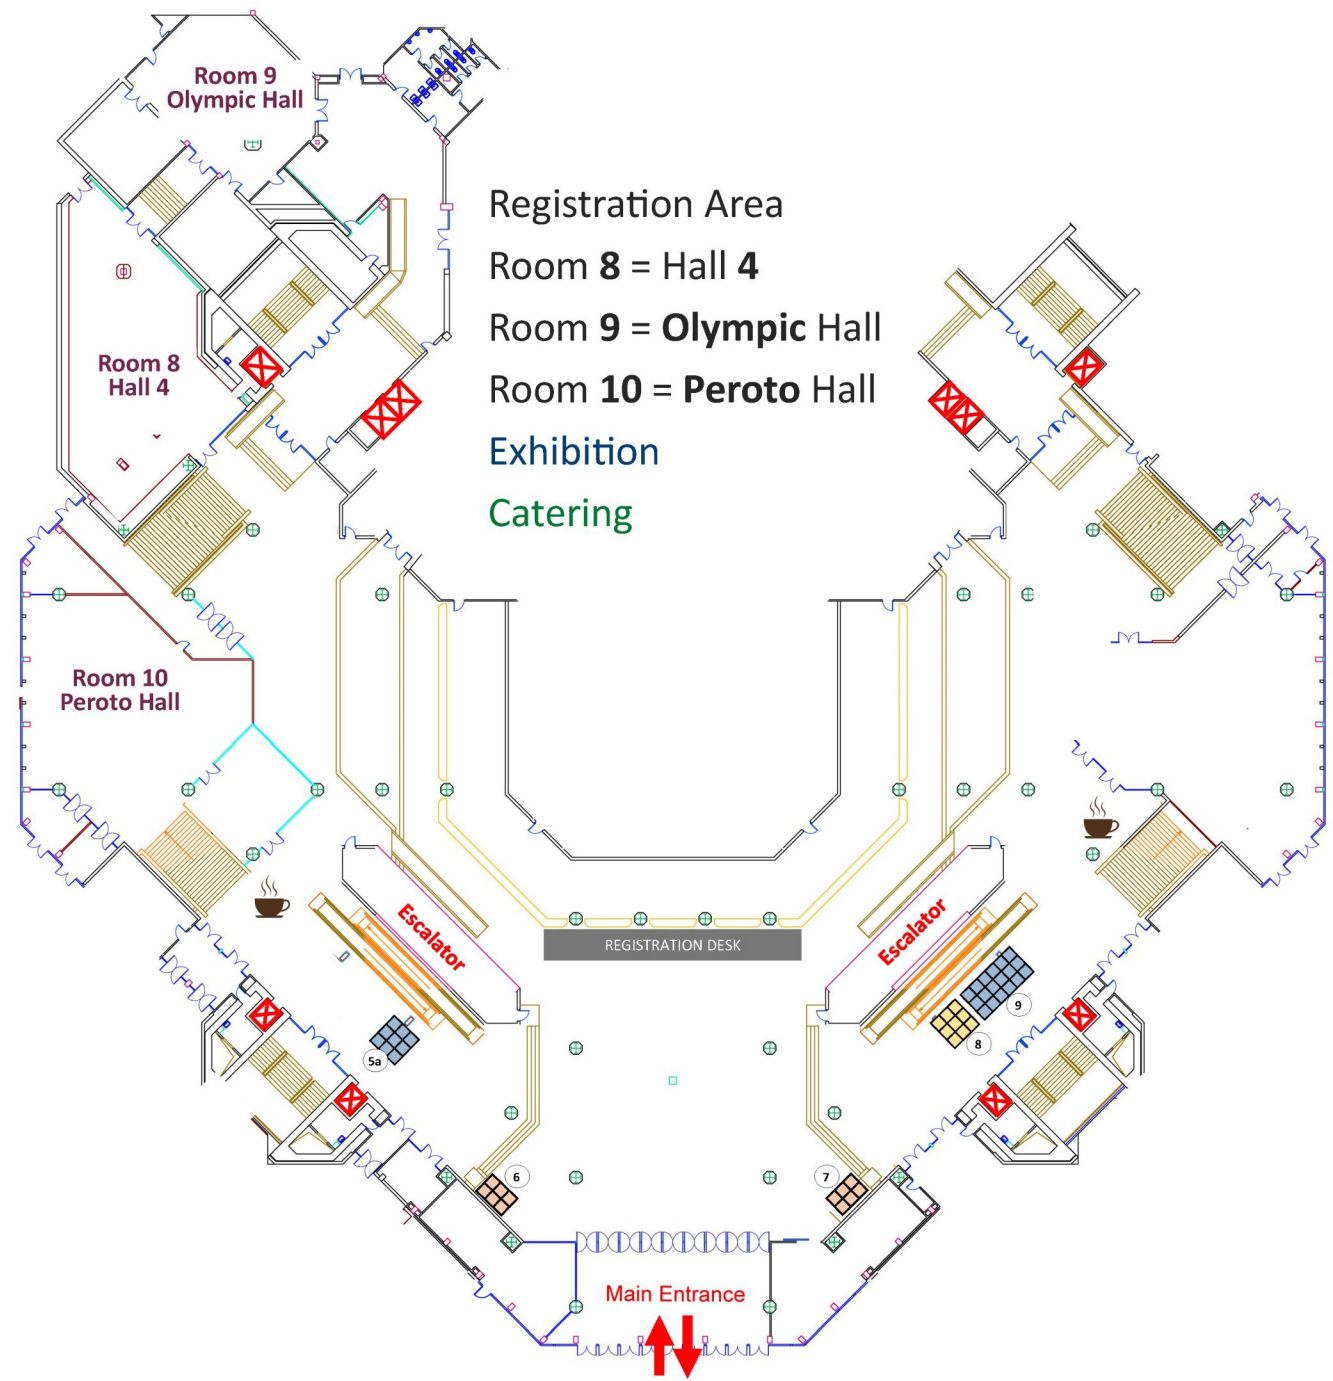 Room 9
Olympic Hall
Registration Area
Room 8 = Hall 4
Room 9 = Olympic Hall
Room 10 = Peroto Hall
Exhibition
Catering
Room 8
Hall 4
Room 10
Peroto Hall
Escalator
Escalator
REGISTRATION DESK
9
8
5a
6
7
Main Entrance